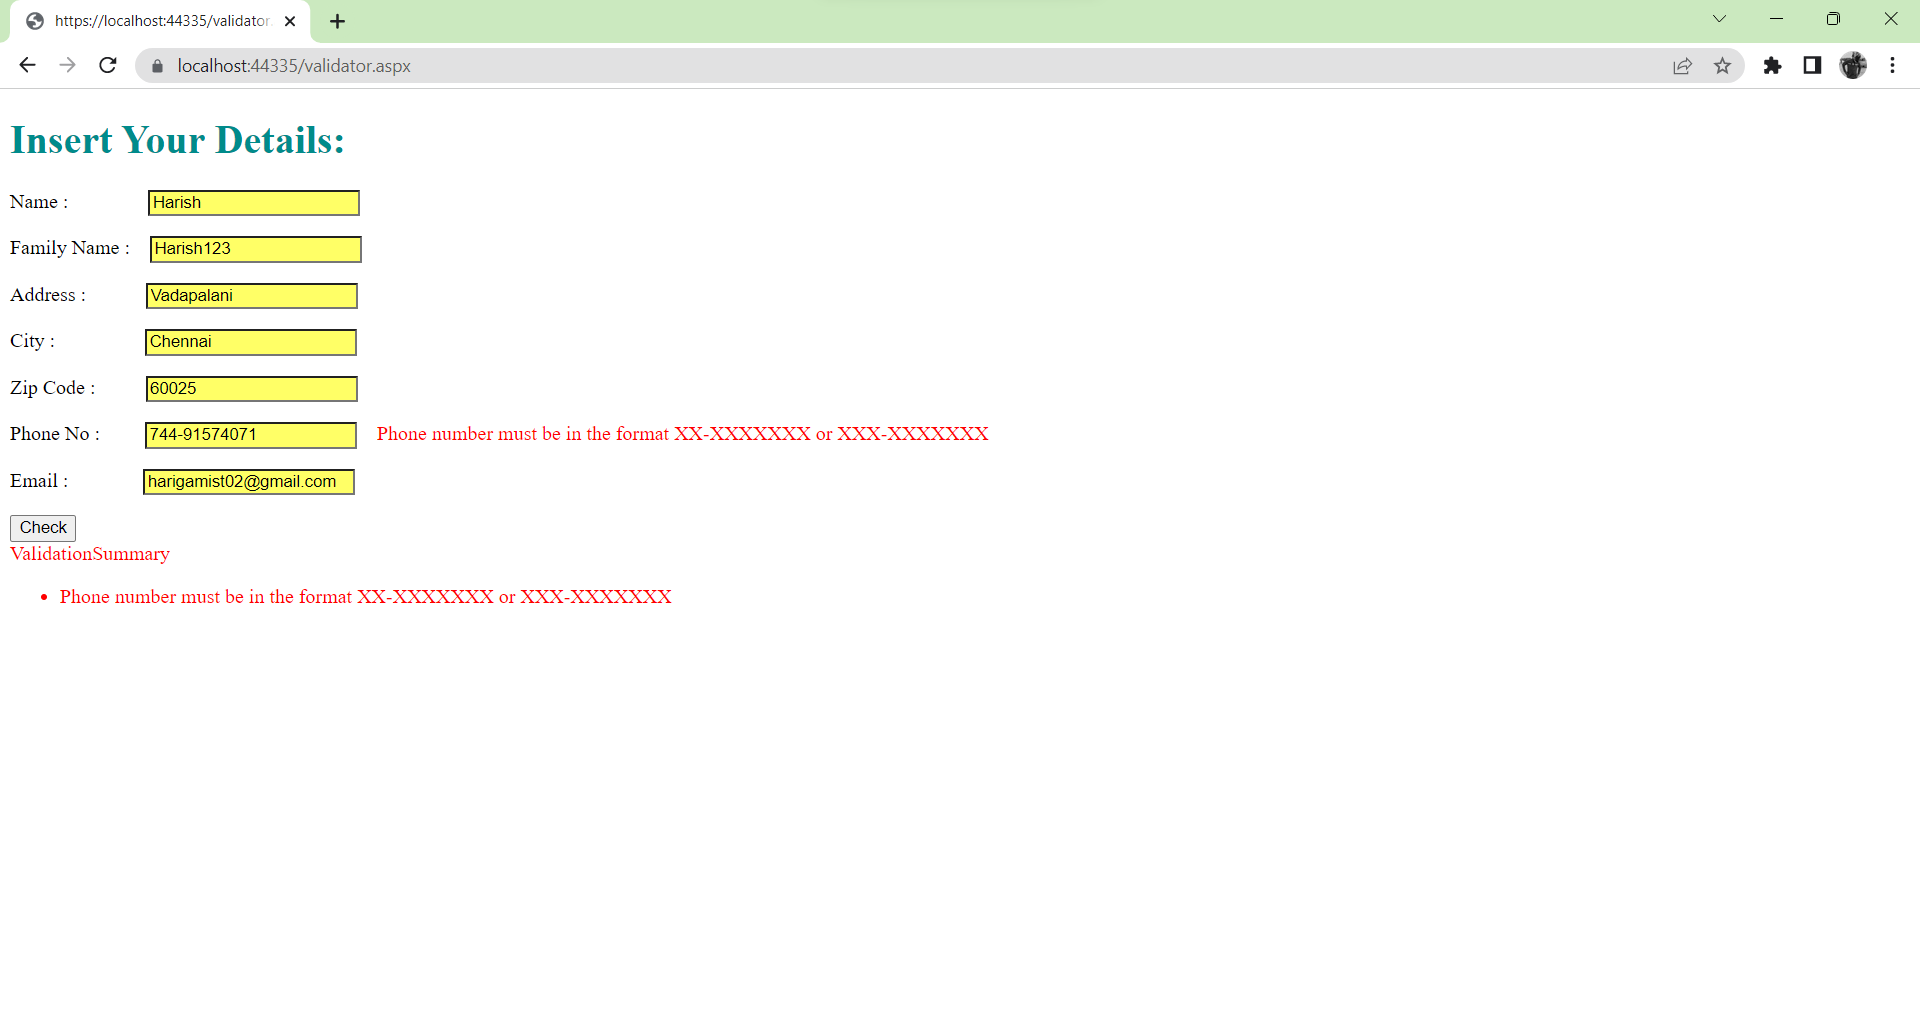 https://localhost:44335/validator.
localhost:44335/validator.aspx
Insert Your Details:
Name : Harish
Family Name : Harish123
Address : Vadapalani
City : Chennai
Zip Code : 60025
Phone No : 744-91574071 Phone number must be in the format XX-XXXXXXX or XXX-XXXXXXX
Email : harigamist02@gmail.com
Check
ValidationSummary
• Phone number must be in the format XX-XXXXXXX or XXX-XXXXXXX